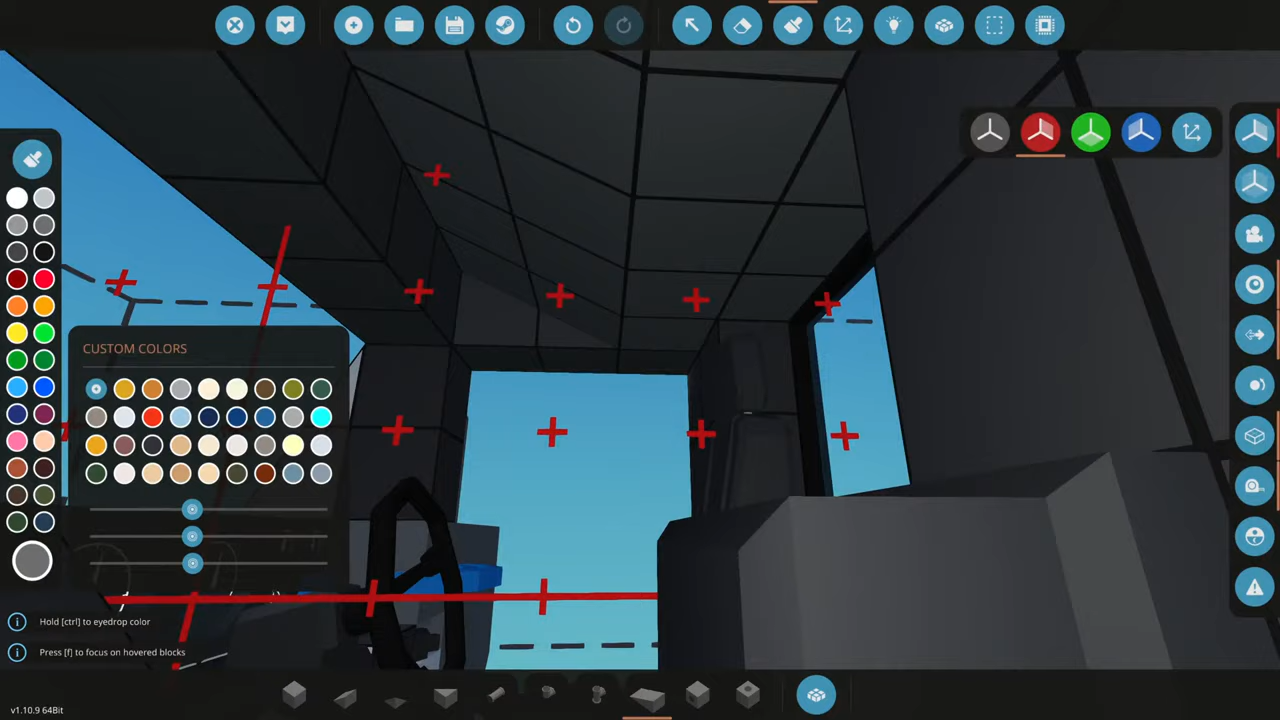 CUSTOM COLORS
Hold [ctrl] to eyedrop color
Press [f] to focus on hovered blocks
v1.10.9 64Bit